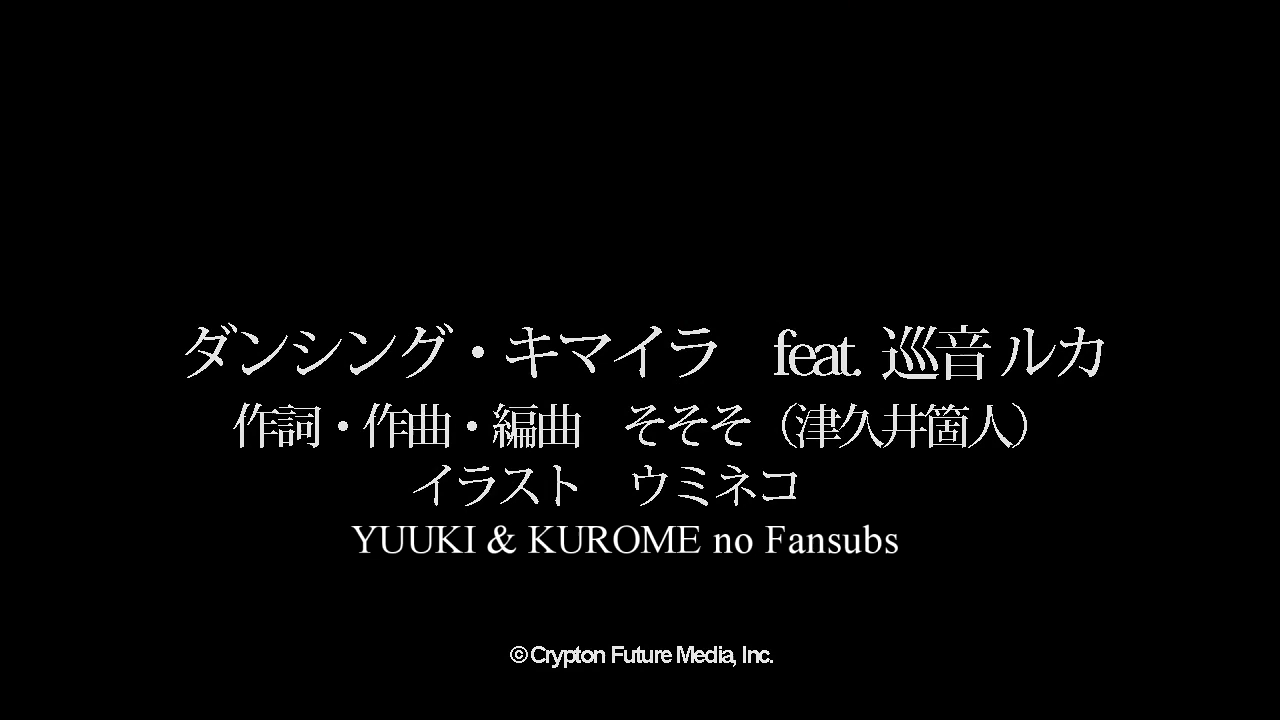 ダンシング・キマイラ　feat. 巡音ルカ
作詞・作曲・編曲　そそそ（津久井箇人）
イラスト　ウミネコ
YUUKI & KUROME no Fansubs
©Crypton Future Media, Inc.